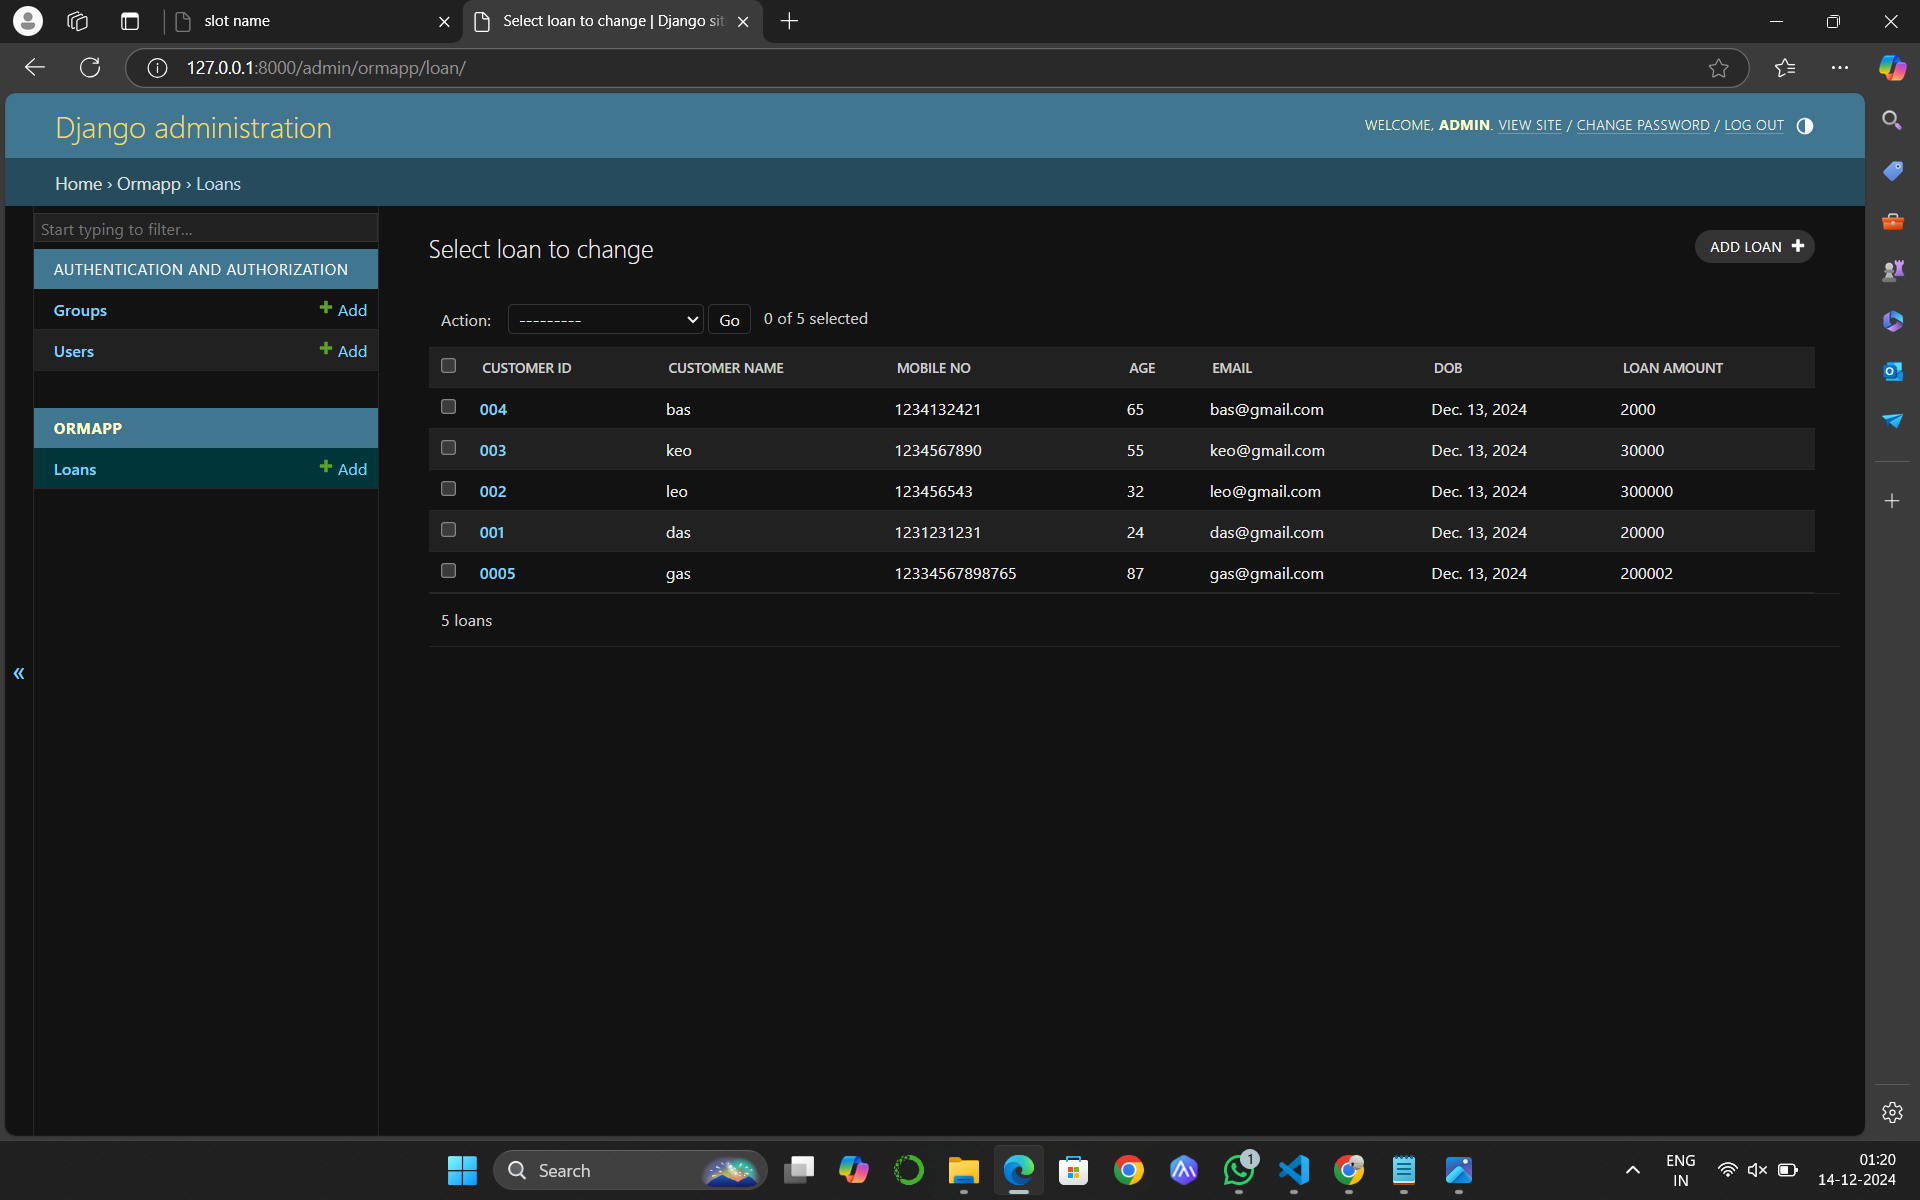 slot name
Select loan to change | Django sit
127.0.0.1:8000/admin/ormapp/loan/
Django administration
WELCOME, ADMIN. VIEW SITE / CHANGE PASSWORD / LOG OUT
Home › Ormapp › Loans
Start typing to filter...
AUTHENTICATION AND AUTHORIZATION
Groups + Add
Users + Add
ORMAPP
Loans + Add
«
Select loan to change
ADD LOAN +
Action: --------- Go 0 of 5 selected
CUSTOMER ID CUSTOMER NAME MOBILE NO AGE EMAIL DOB LOAN AMOUNT
004 bas 1234132421 65 bas@gmail.com Dec. 13, 2024 2000
003 keo 1234567890 55 keo@gmail.com Dec. 13, 2024 30000
002 leo 123456543 32 leo@gmail.com Dec. 13, 2024 300000
001 das 1231231231 24 das@gmail.com Dec. 13, 2024 20000
0005 gas 12334567898765 87 gas@gmail.com Dec. 13, 2024 200002
5 loans
Search
1
ENG
IN
01:20
14-12-2024